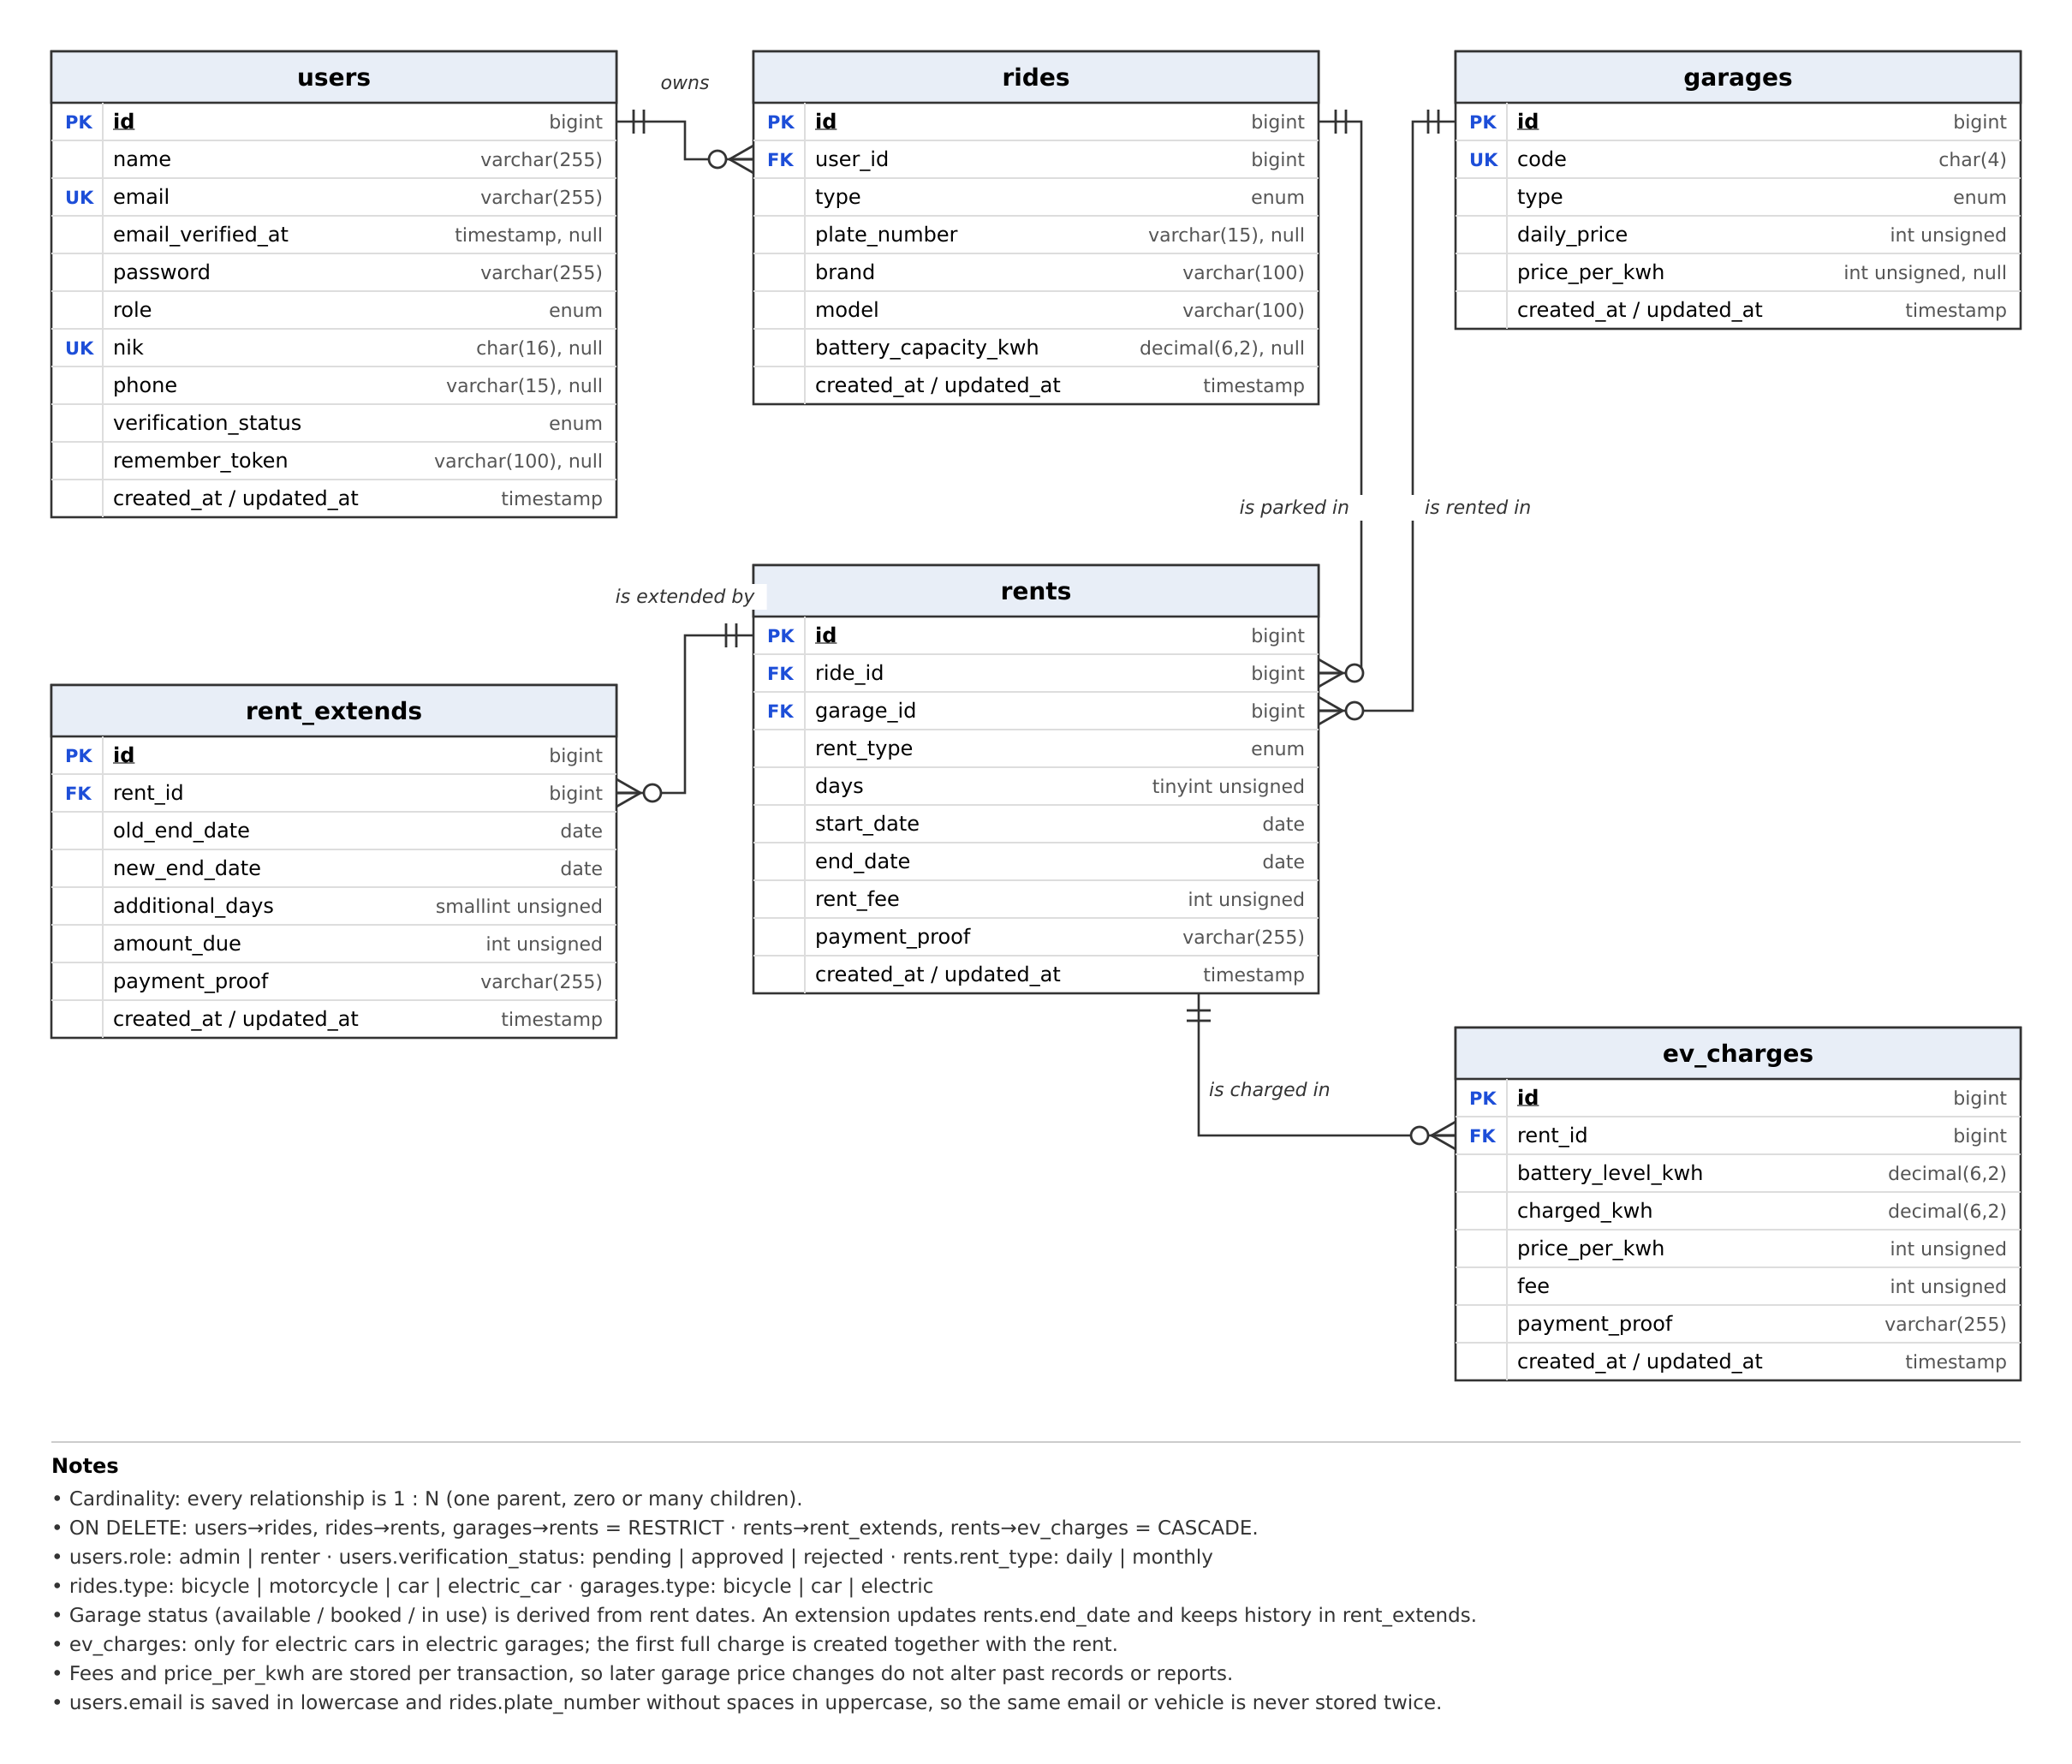 users
PK id bigint
name varchar(255)
UK email varchar(255)
email_verified_at timestamp, null
password varchar(255)
role enum
UK nik char(16), null
phone varchar(15), null
verification_status enum
remember_token varchar(100), null
created_at / updated_at timestamp
owns
rides
PK id bigint
FK user_id bigint
type enum
plate_number varchar(15), null
brand varchar(100)
model varchar(100)
battery_capacity_kwh decimal(6,2), null
created_at / updated_at timestamp
garages
PK id bigint
UK code char(4)
type enum
daily_price int unsigned
price_per_kwh int unsigned, null
created_at / updated_at timestamp
is parked in
is rented in
is extended by
rents
PK id bigint
FK ride_id bigint
FK garage_id bigint
rent_type enum
days tinyint unsigned
start_date date
end_date date
rent_fee int unsigned
payment_proof varchar(255)
created_at / updated_at timestamp
rent_extends
PK id bigint
FK rent_id bigint
old_end_date date
new_end_date date
additional_days smallint unsigned
amount_due int unsigned
payment_proof varchar(255)
created_at / updated_at timestamp
is charged in
ev_charges
PK id bigint
FK rent_id bigint
battery_level_kwh decimal(6,2)
charged_kwh decimal(6,2)
price_per_kwh int unsigned
fee int unsigned
payment_proof varchar(255)
created_at / updated_at timestamp
Notes
• Cardinality: every relationship is 1 : N (one parent, zero or many children).
• ON DELETE: users→rides, rides→rents, garages→rents = RESTRICT · rents→rent_extends, rents→ev_charges = CASCADE.
• users.role: admin | renter · users.verification_status: pending | approved | rejected · rents.rent_type: daily | monthly
• rides.type: bicycle | motorcycle | car | electric_car · garages.type: bicycle | car | electric
• Garage status (available / booked / in use) is derived from rent dates. An extension updates rents.end_date and keeps history in rent_extends.
• ev_charges: only for electric cars in electric garages; the first full charge is created together with the rent.
• Fees and price_per_kwh are stored per transaction, so later garage price changes do not alter past records or reports.
• users.email is saved in lowercase and rides.plate_number without spaces in uppercase, so the same email or vehicle is never stored twice.